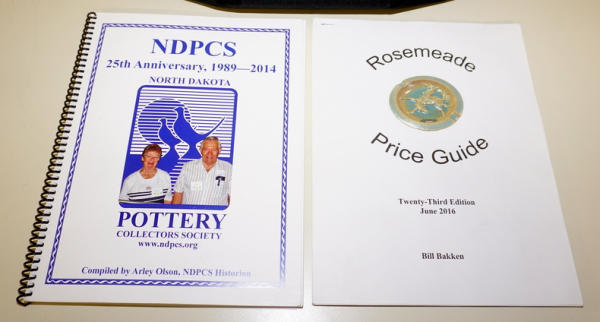 NDPCS
25th Anniversary, 1989—2014
NORTH DAKOTA
POTTERY
COLLECTORS SOCIETY
www.ndpcs.org
Compiled by Arley Olson, NDPCS Historian
Rosemeade
Price Guide
Twenty-Third Edition
June 2016
Bill Bakken